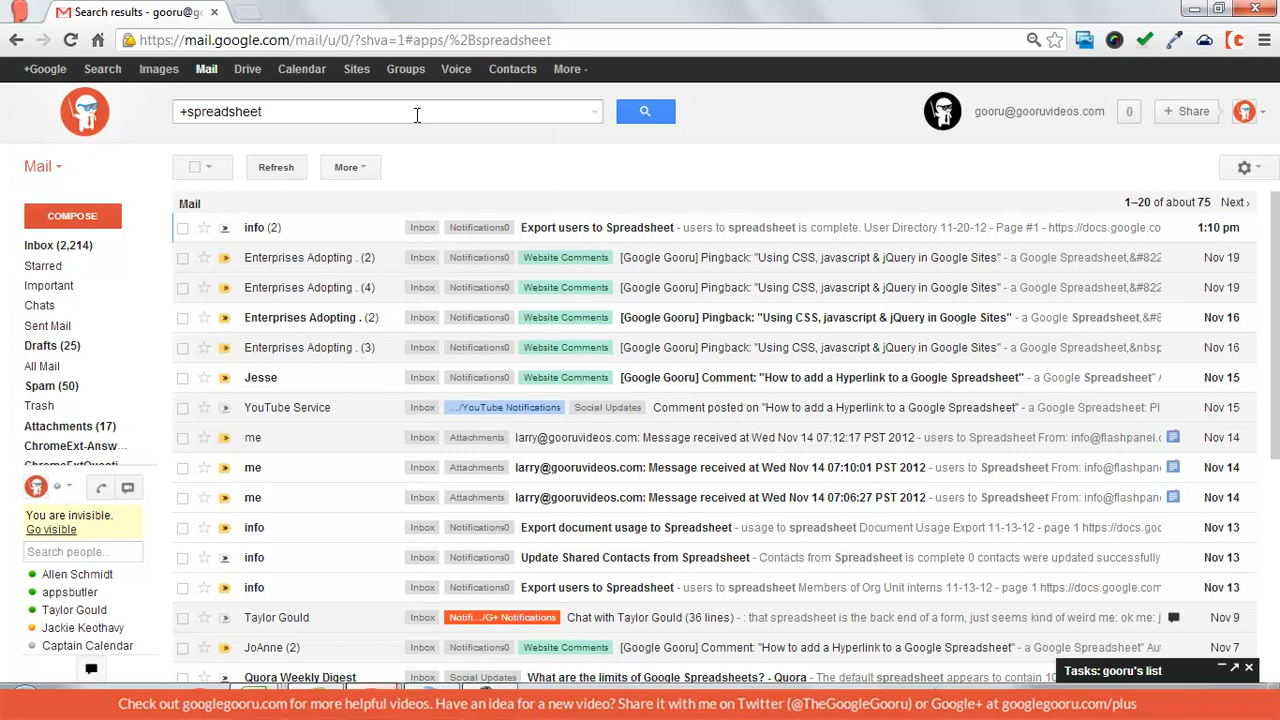 Search results - gooru@go
https://mail.google.com/mail/u/0/?shva=1#apps/%2Bspreadsheet
+Google Search Images Mail Drive Calendar Sites Groups Voice Contacts More
+spreadsheet
gooru@gooruvideos.com 0 + Share
Mail
Refresh More
COMPOSE
Inbox (2,214)
Starred
Important
Chats
Sent Mail
Drafts (25)
All Mail
Spam (50)
Trash
Attachments (17)
ChromeExt-Answ...
You are invisible.
Go visible
Search people...
Allen Schmidt
appsbutler
Taylor Gould
Jackie Keothavy
Captain Calendar
Mail 1–20 of about 75 Next ›
info (2) Inbox Notifications0 Export users to Spreadsheet - users to spreadsheet is complete. User Directory 11-20-12 - Page #1 - https://docs.google.co 1:10 pm
Enterprises Adopting . (2) Inbox Notifications0 Website Comments [Google Gooru] Pingback: "Using CSS, javascript & jQuery in Google Sites" - a Google Spreadsheet,&#822 Nov 19
Enterprises Adopting . (4) Inbox Notifications0 Website Comments [Google Gooru] Pingback: "Using CSS, javascript & jQuery in Google Sites" - a Google Spreadsheet,&#822 Nov 19
Enterprises Adopting . (2) Inbox Notifications0 Website Comments [Google Gooru] Pingback: "Using CSS, javascript & jQuery in Google Sites" - a Google Spreadsheet,&#8 Nov 16
Enterprises Adopting . (3) Inbox Notifications0 Website Comments [Google Gooru] Pingback: "Using CSS, javascript & jQuery in Google Sites" - a Google Spreadsheet,&nbsp Nov 16
Jesse Inbox Notifications0 Website Comments [Google Gooru] Comment: "How to add a Hyperlink to a Google Spreadsheet" - a Google Spreadsheet" Nov 15
YouTube Service Inbox .../YouTube Notifications Social Updates Comment posted on "How to add a Hyperlink to a Google Spreadsheet" - a Google Spreadsheet: Pl Nov 15
me Inbox Attachments larry@gooruvideos.com: Message received at Wed Nov 14 07:12:17 PST 2012 - users to Spreadsheet From: info@flashpanel.c Nov 14
me Inbox Attachments larry@gooruvideos.com: Message received at Wed Nov 14 07:10:01 PST 2012 - users to Spreadsheet From: info@flashpa Nov 14
me Inbox Attachments larry@gooruvideos.com: Message received at Wed Nov 14 07:06:27 PST 2012 - users to Spreadsheet From: info@flashpa Nov 14
info Inbox Notifications0 Export document usage to Spreadsheet - usage to spreadsheet Document Usage Export 11-13-12 - page 1 https://docs.goc Nov 13
info Inbox Notifications0 Update Shared Contacts from Spreadsheet - Contacts from Spreadsheet is complete 0 contacts were updated successfully Nov 13
info Inbox Notifications0 Export users to Spreadsheet - users to spreadsheet Members of Org Unit interns 11-13-12 - page 1 https://docs.google.cc Nov 13
Taylor Gould Inbox Notifi.../G+ Notifications Chat with Taylor Gould (36 lines) - : that spreadsheet is the back end of a form, just seems kind of weird me: ok me: j Nov 9
JoAnne (2) Inbox Notifications0 Website Comments [Google Gooru] Comment: "How to add a Hyperlink to a Google Spreadsheet" - a Google Spreadsheet" Nov 7
Quora Weekly Digest Inbox Social Updates What are the limits of Google Spreadsheets? - Quora - The default spreadsheet appears to contain 10
Tasks: gooru's list
Check out googlegooru.com for more helpful videos. Have an idea for a new video? Share it with me on Twitter (@TheGoogleGooru) or Google+ at googlegooru.com/plus